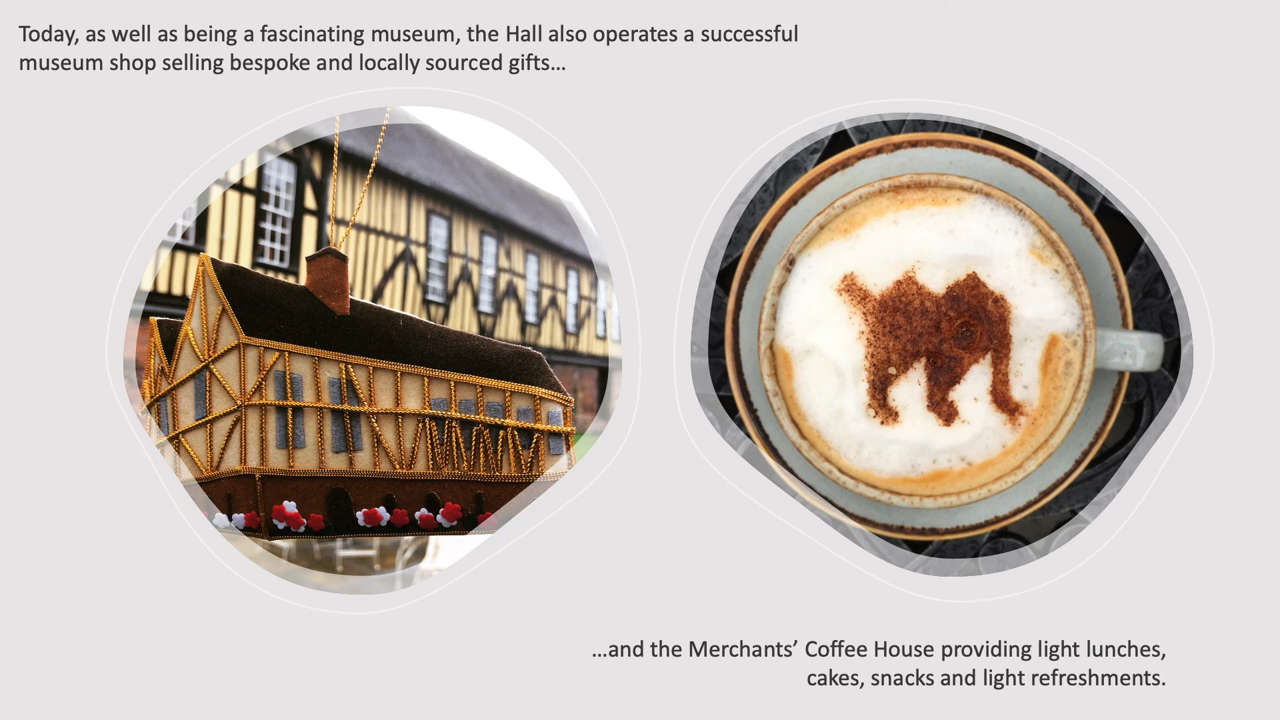 Today, as well as being a fascinating museum, the Hall also operates a successful
museum shop selling bespoke and locally sourced gifts…
…and the Merchants’ Coffee House providing light lunches,
cakes, snacks and light refreshments.